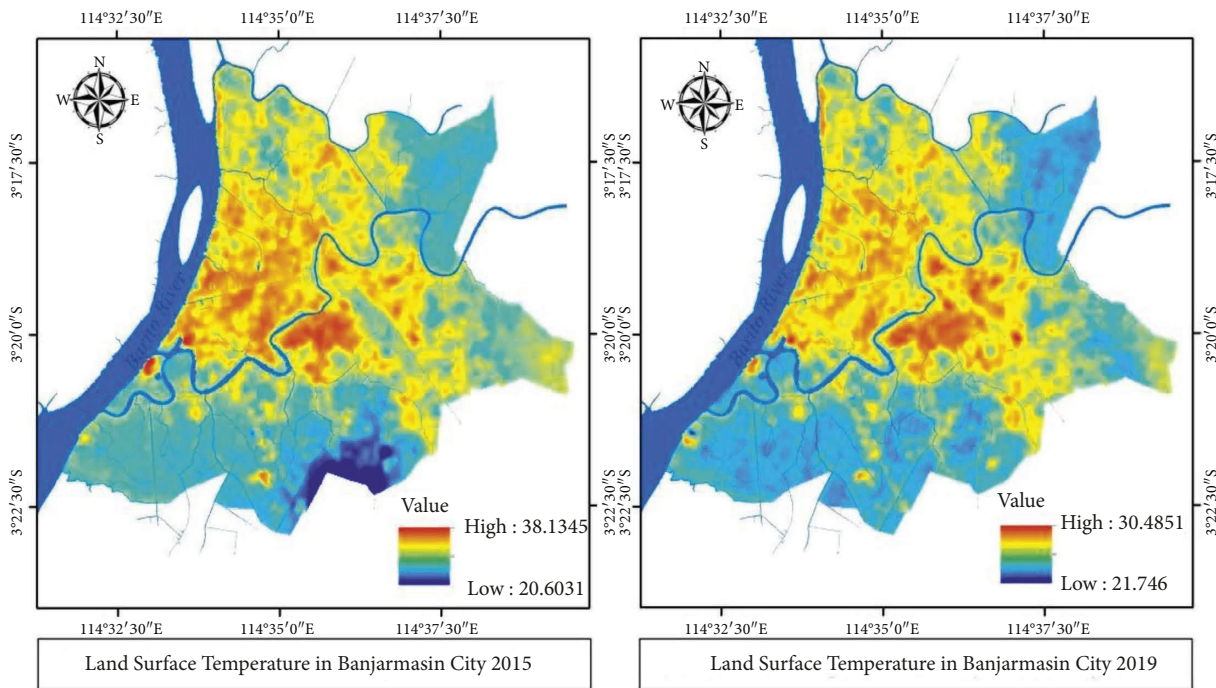 114°32′30″E 114°35′0″E 114°37′30″E
N
W E
S
3°17′30″S
3°20′0″S
3°22′30″S
Barito River
3°17′30″S
3°20′0″S
3°22′30″S
Value
High : 38.1345
Low : 20.6031
114°32′30″E 114°35′0″E 114°37′30″E
Land Surface Temperature in Banjarmasin City 2015
114°32′30″E 114°35′0″E 114°37′30″E
N
W E
S
3°17′30″S
3°20′0″S
3°22′30″S
Barito River
3°17′30″S
3°20′0″S
3°22′30″S
Value
High : 30.4851
Low : 21.746
114°32′30″E 114°35′0″E 114°37′30″E
Land Surface Temperature in Banjarmasin City 2019